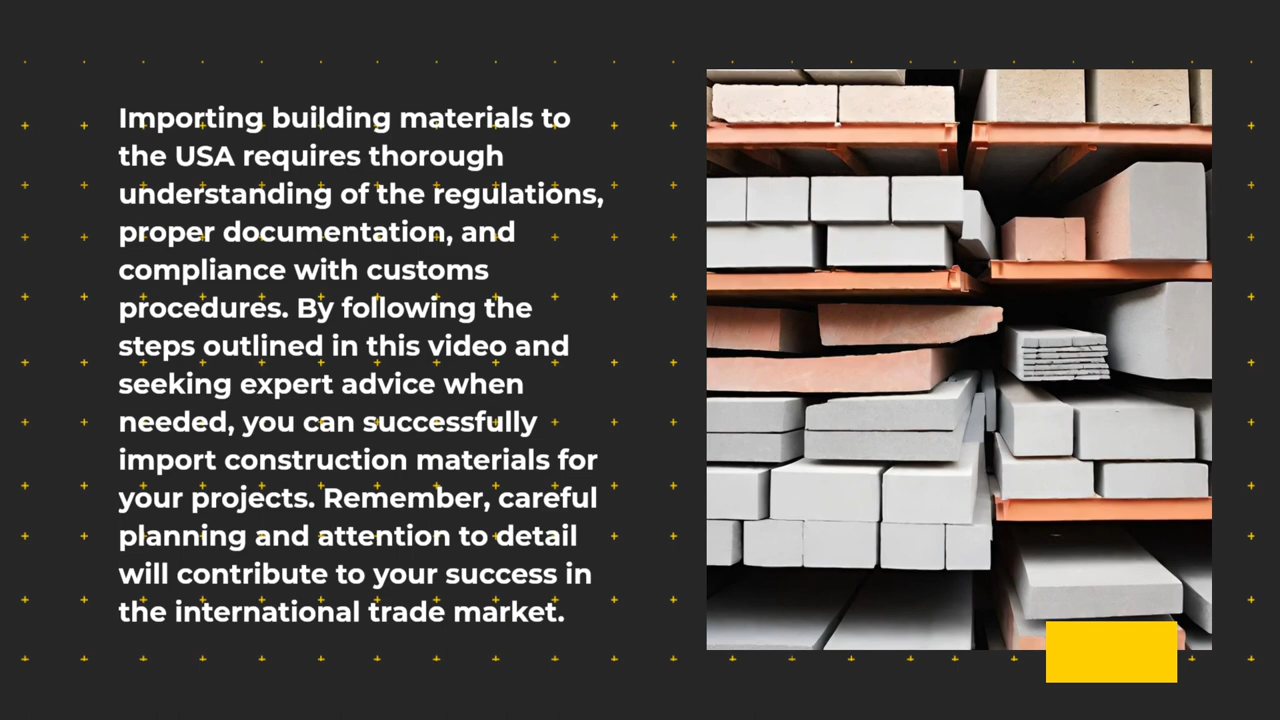 Importing building materials to
the USA requires thorough
understanding of the regulations,
proper documentation, and
compliance with customs
procedures. By following the
steps outlined in this video and
seeking expert advice when
needed, you can successfully
import construction materials for
your projects. Remember, careful
planning and attention to detail
will contribute to your success in
the international trade market.